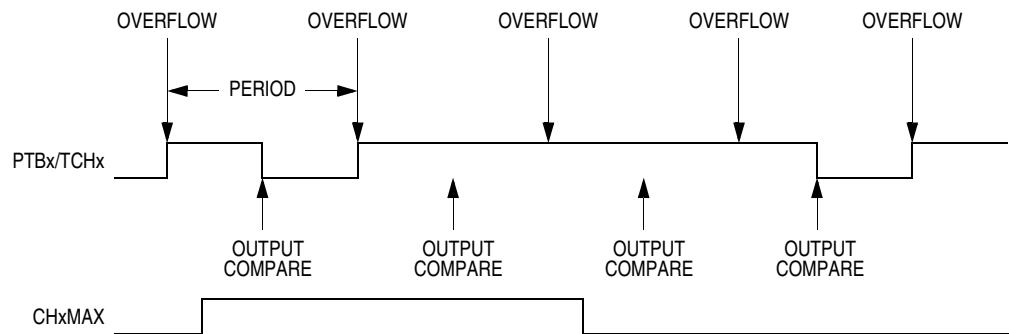 OVERFLOW OVERFLOW OVERFLOW OVERFLOW OVERFLOW
PERIOD
PTBx/TCHx
OUTPUT
COMPARE
OUTPUT
COMPARE
OUTPUT
COMPARE
OUTPUT
COMPARE
CHxMAX